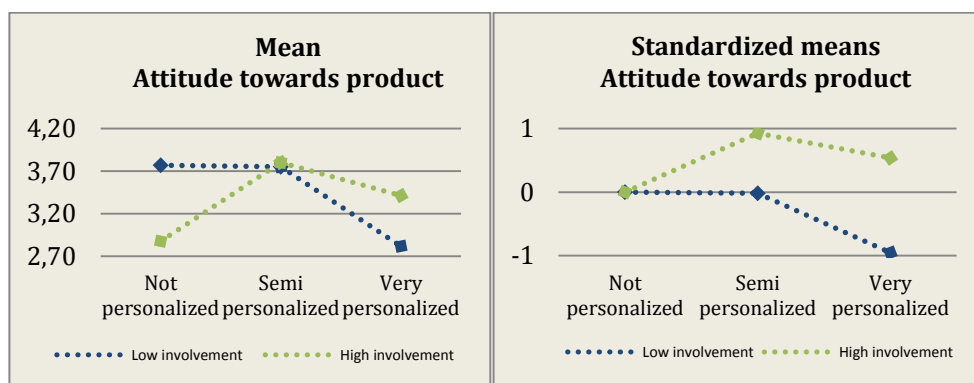 Mean
Attitude towards product
4,20
3,70
3,20
2,70
Not personalized
Semi personalized
Very personalized
Low involvement
High involvement
Standardized means
Attitude towards product
1
0
-1
Not personalized
Semi personalized
Very personalized
Low involvement
High involvement